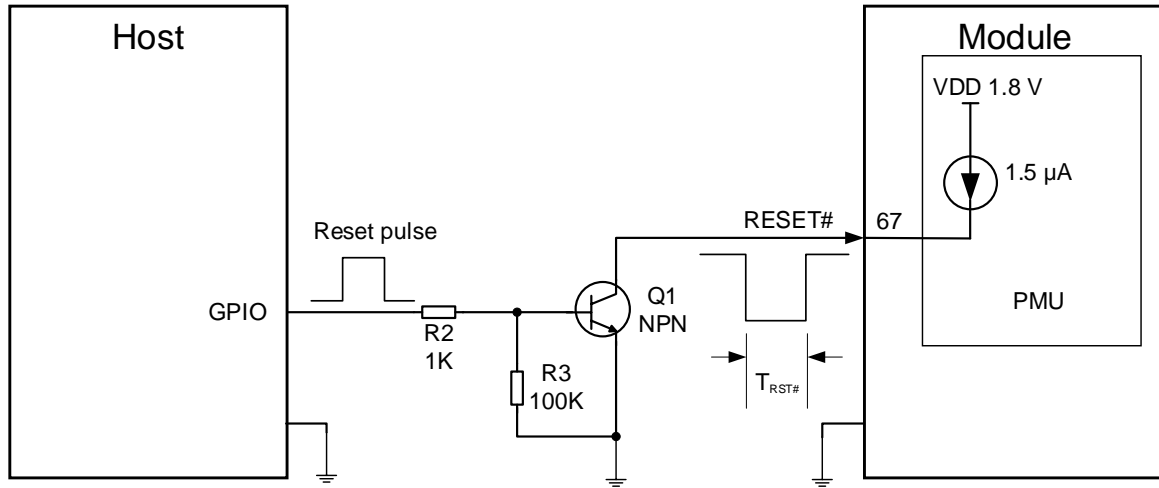 Host
Module
VDD 1.8 V
1.5 µA
RESET#
67
Reset pulse
GPIO
Q1
NPN
PMU
R2
1K
R3
100K
TRST#